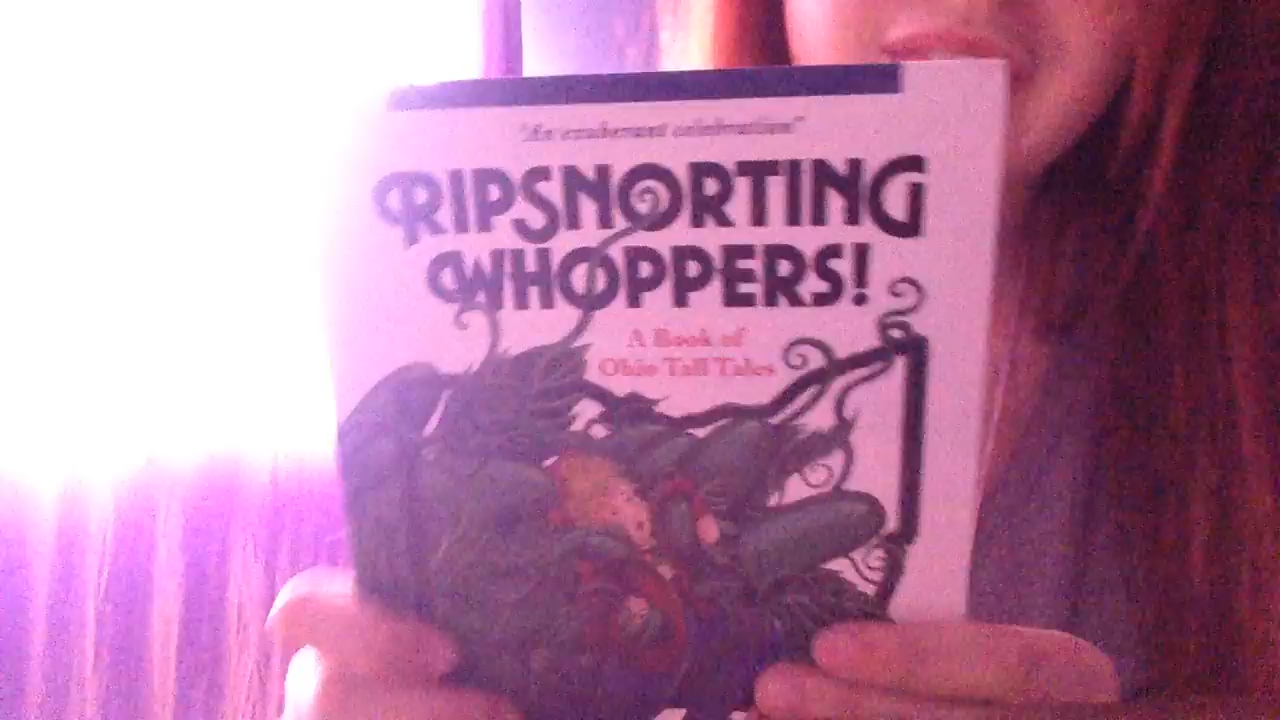 "An exuberant celebration"
RIPSNORTING
WHOPPERS!
A Book of
Ohio Tall Tales